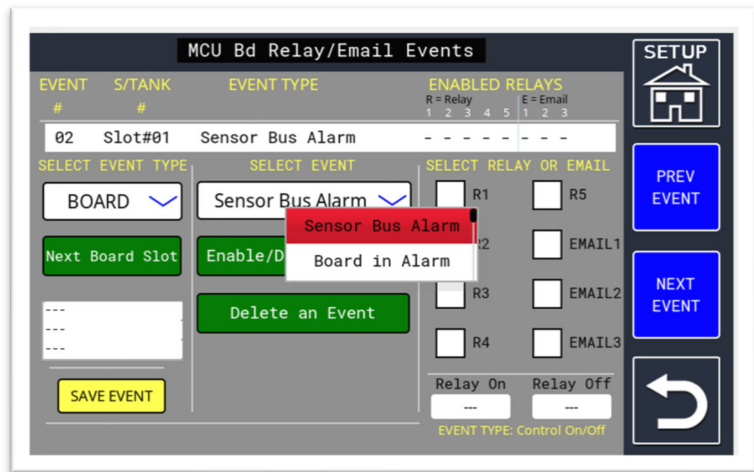 MCU Bd Relay/Email Events
SETUP
EVENT S/TANK EVENT TYPE ENABLED RELAYS
# #
R = Relay E = Email
1 2 3 4 5 1 2 3
02 Slot#01 Sensor Bus Alarm - - - - - - - -
SELECT EVENT TYPE SELECT EVENT SELECT RELAY OR EMAIL
BOARD Sensor Bus Alarm R1 R5
PREV
EVENT
Sensor Bus Alarm
Next Board Slot Enable/D EMAIL1
Board in Alarm
---
---
---
Delete an Event R3 EMAIL2
NEXT
EVENT
R4 EMAIL3
SAVE EVENT
Relay On Relay Off
--- ---
EVENT TYPE: Control On/Off